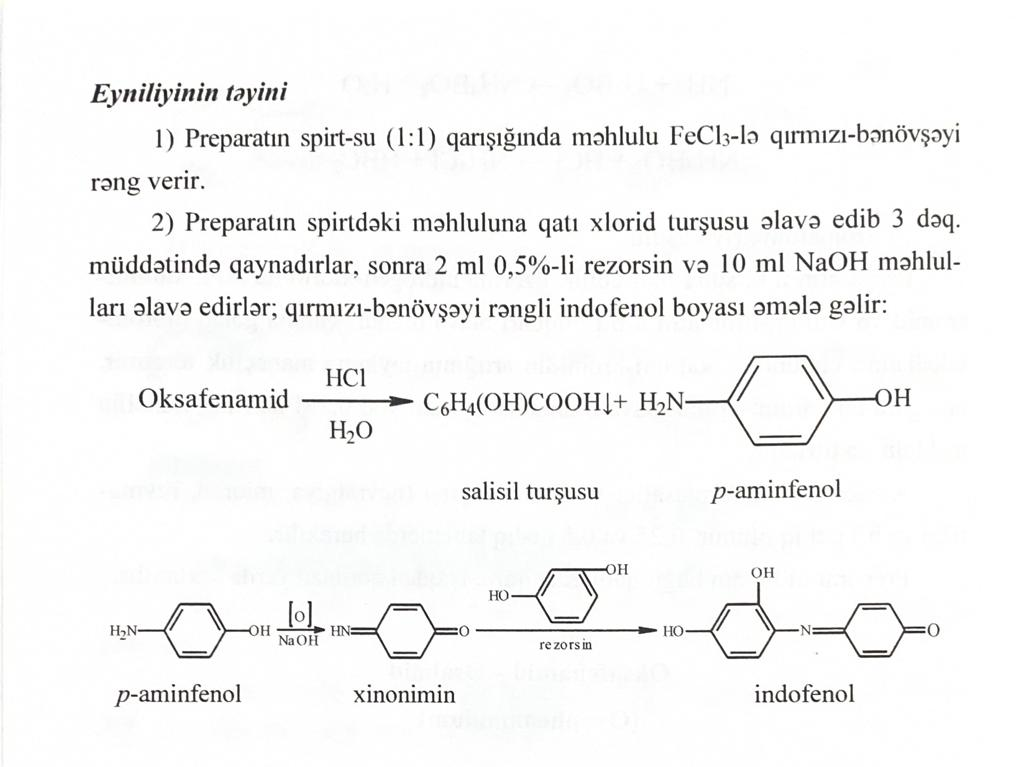 Eyniliyinin təyini
1) Preparatın spirt-su (1:1) qarışığında məhlulu FeCl₃-lə qırmızı-bənövşəyi
rəng verir.
2) Preparatın spirtdəki məhluluna qatı xlorid turşusu əlavə edib 3 dəq.
müddətində qaynadırlar, sonra 2 ml 0,5%-li rezorsin və 10 ml NaOH məhlul-
ları əlavə edirlər; qırmızı-bənövşəyi rəngli indofenol boyası əmələ gəlir:
HCl
Oksafenamid → C₆H₄(OH)COOH↓+ H₂N OH
H₂O
salisil turşusu p-aminfenol
HO OH OH
H₂N OH [o] HN O HO N O
NaOH rezorsin
p-aminfenol xinonimin indofenol